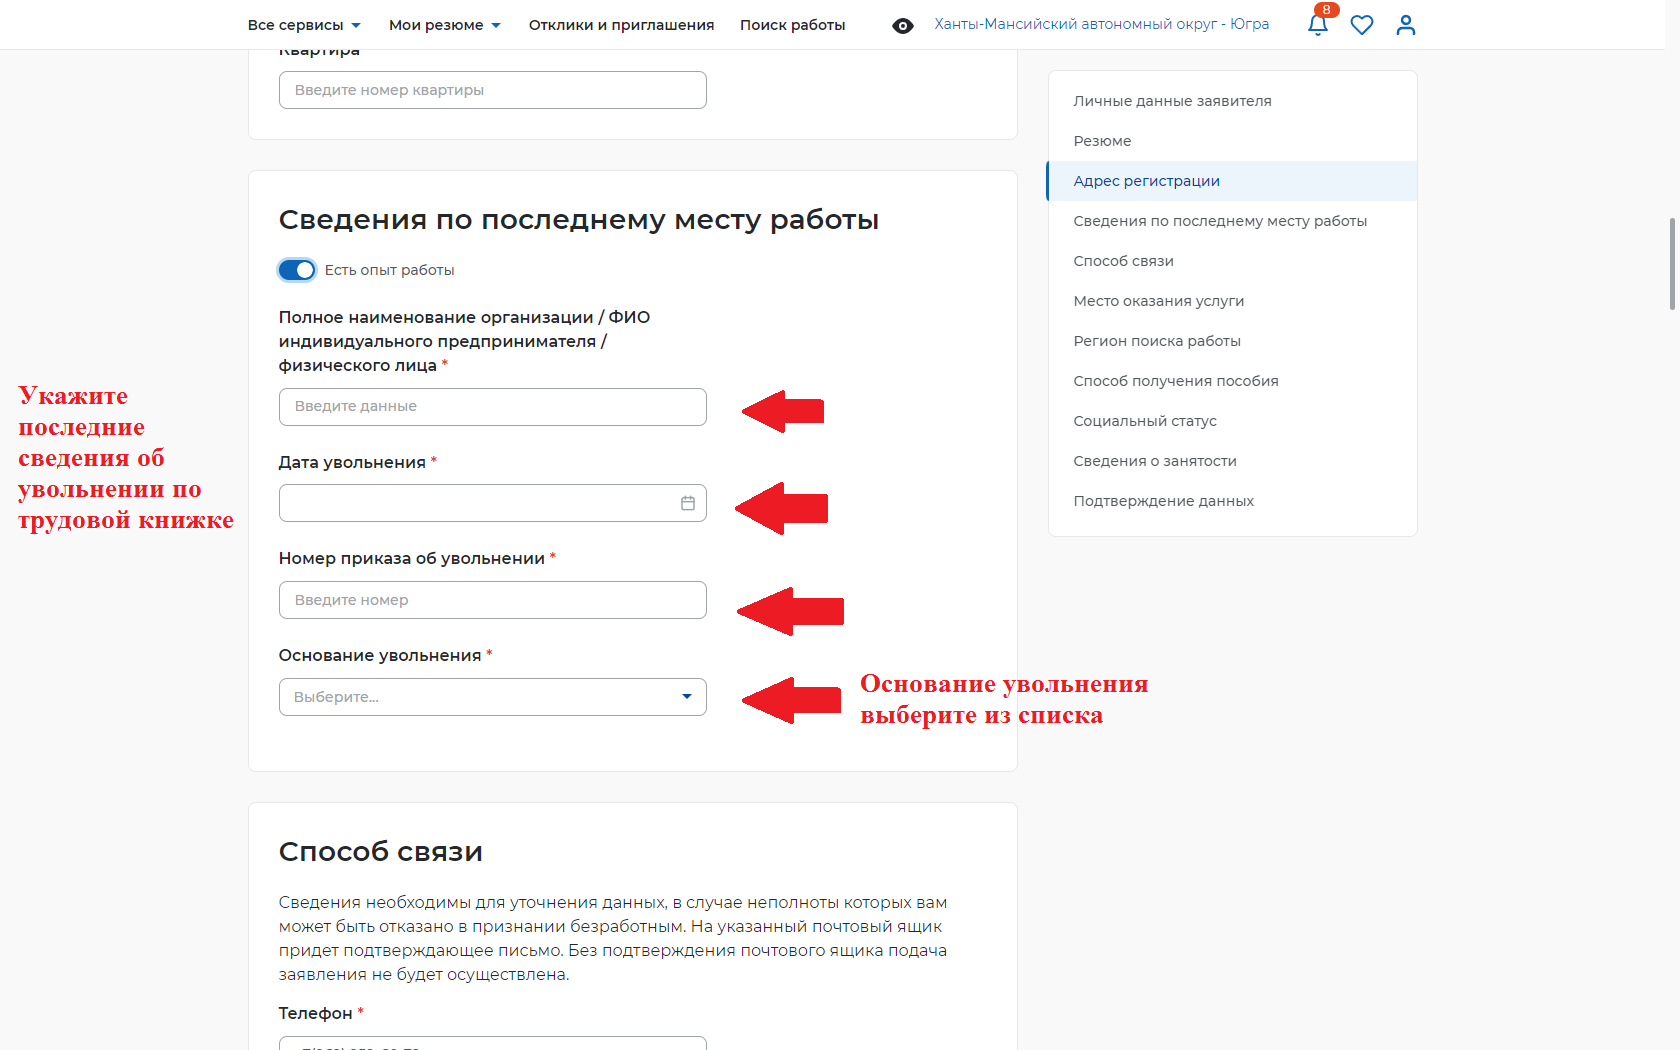 Все сервисы Мои резюме Отклики и приглашения Поиск работы Ханты-Мансийский автономный округ - Югра 8
Квартира
Введите номер квартиры
Сведения по последнему месту работы
Есть опыт работы
Полное наименование организации / ФИО
индивидуального предпринимателя /
физического лица *
Введите данные
Дата увольнения *
Номер приказа об увольнении *
Введите номер
Основание увольнения *
Выберите...
Укажите
последние
сведения об
увольнении по
трудовой книжке
Основание увольнения
выберите из списка
Способ связи
Сведения необходимы для уточнения данных, в случае неполноты которых вам
может быть отказано в признании безработным. На указанный почтовый ящик
придет подтверждающее письмо. Без подтверждения почтового ящика подача
заявления не будет осуществлена.
Телефон *
Личные данные заявителя
Резюме
Адрес регистрации
Сведения по последнему месту работы
Способ связи
Место оказания услуги
Регион поиска работы
Способ получения пособия
Социальный статус
Сведения о занятости
Подтверждение данных